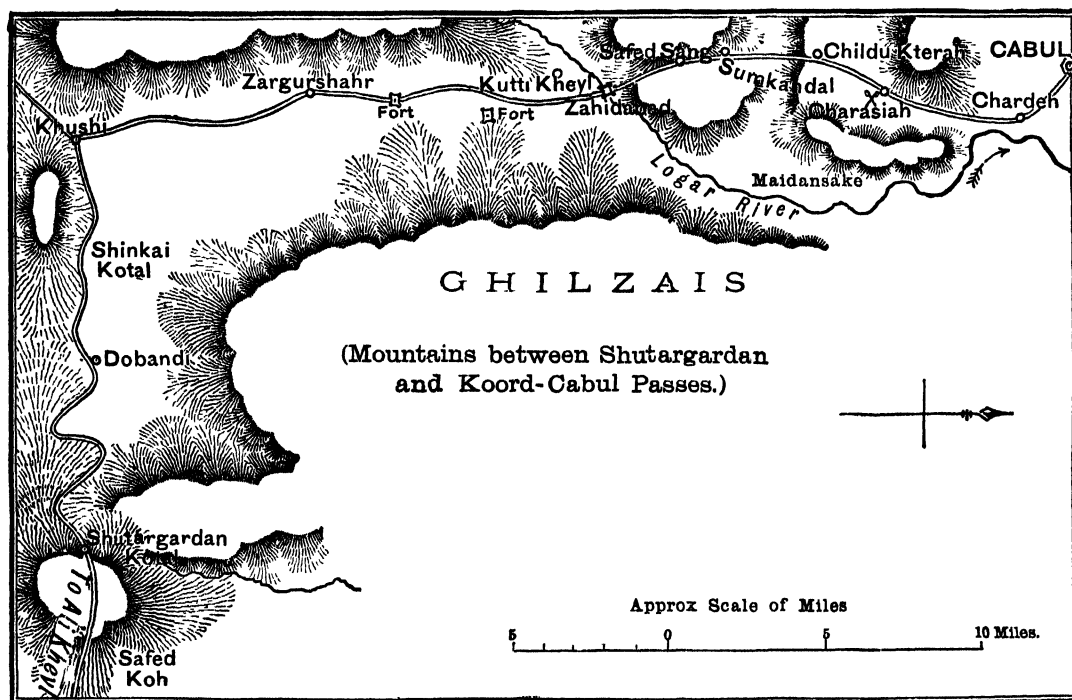 Safed Sang
Childu Kteran
CABUL
Zargurshahr
Kutti Kheyl
Sumkandal
Fort
Fort
Zahidabad
Charasiah
Chardeh
Khushi
Logar River
Maidansake
Shinkai
Kotal
GHILZAIS
Dobandi
(Mountains between Shutargardan
and Koord-Cabul Passes.)
Shutargardan
Kotal
To Ali Kheyl
Safed
Koh
Approx Scale of Miles
5 0 5 10 Miles.